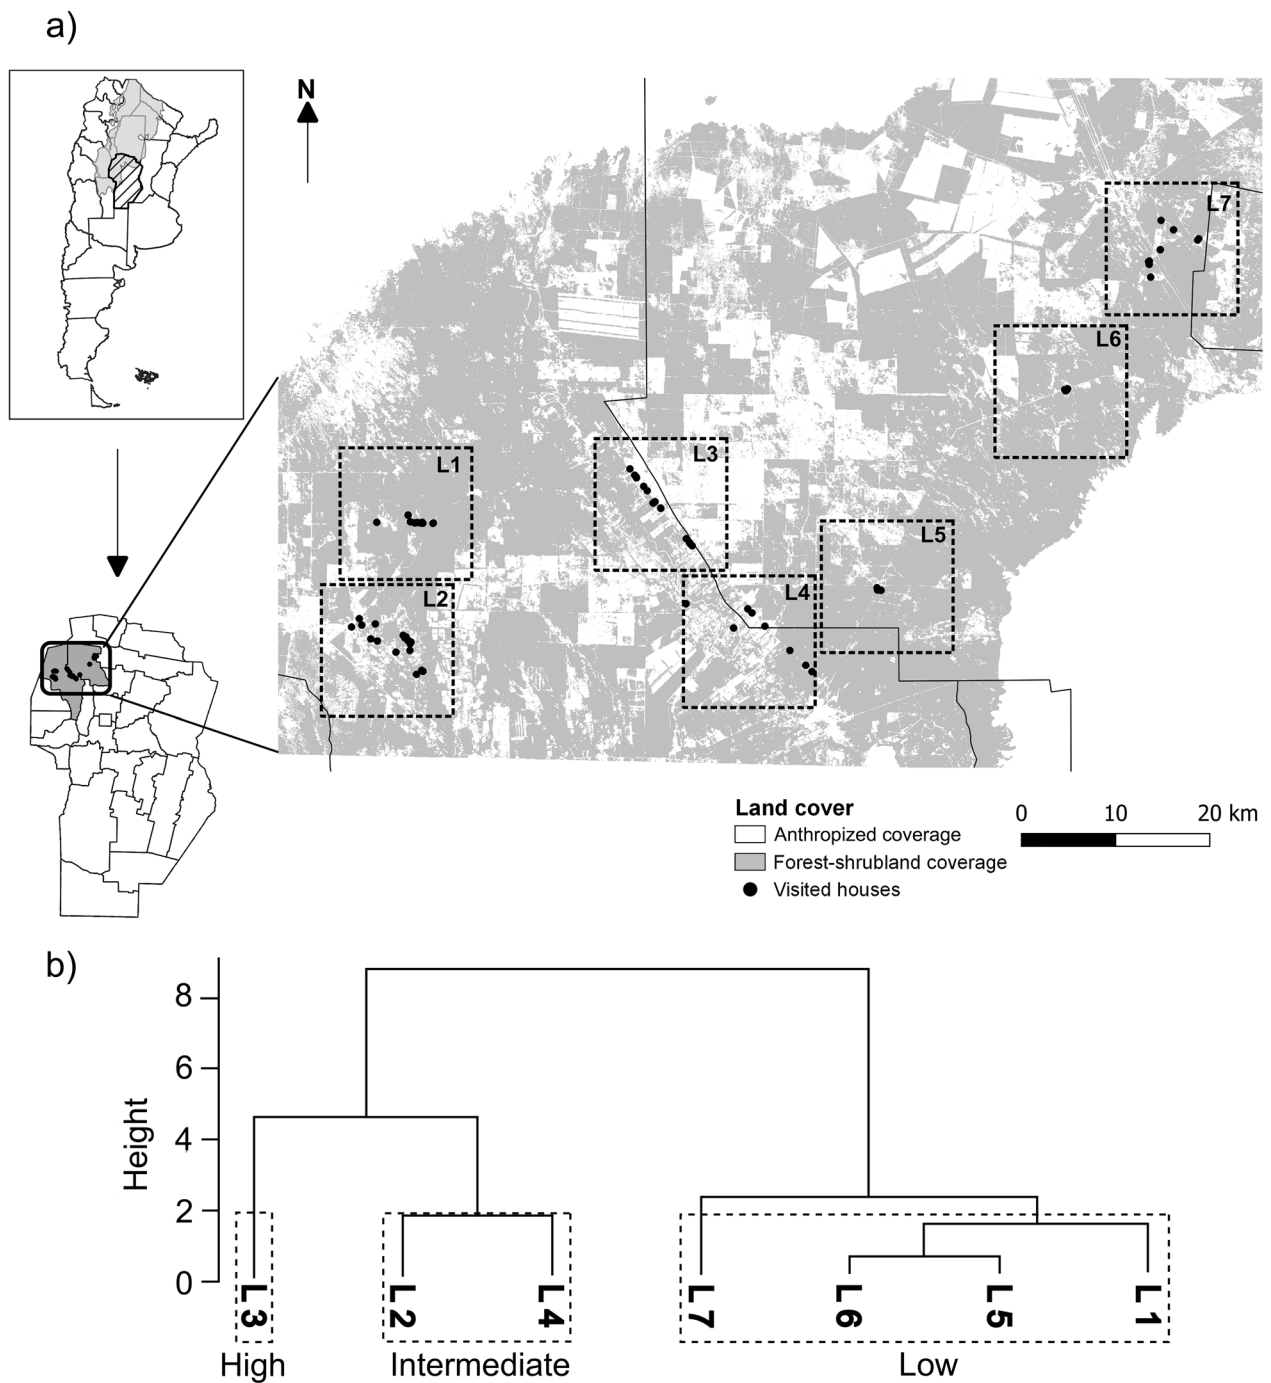 a)
N
L7
L6
L1
L3
L5
L2
L4
Land cover
Anthropized coverage
Forest-shrubland coverage
Visited houses
0 10 20 km
b)
Height
8
6
4
2
0
L3
L2
L4
L7
L6
L5
L1
High
Intermediate
Low